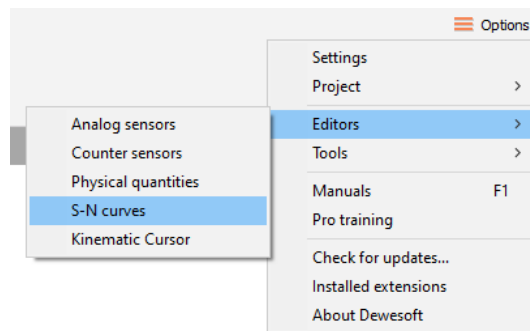 Options
Settings
Project >
Editors >
Tools >
Manuals F1
Pro training
Check for updates...
Installed extensions
About Dewesoft
Analog sensors
Counter sensors
Physical quantities
S-N curves
Kinematic Cursor